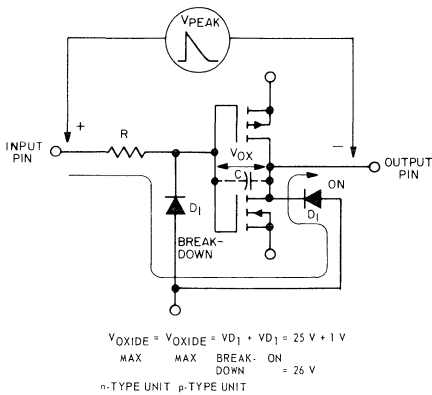 VPEAK
+
−
INPUT
PIN
R
VOX
C
OUTPUT
PIN
ON
D1
D1
BREAK-
DOWN
VOXIDE = VOXIDE = VD1 + VD1 = 25 V + 1 V
MAX MAX BREAK- ON
DOWN = 26 V
n-TYPE UNIT p-TYPE UNIT